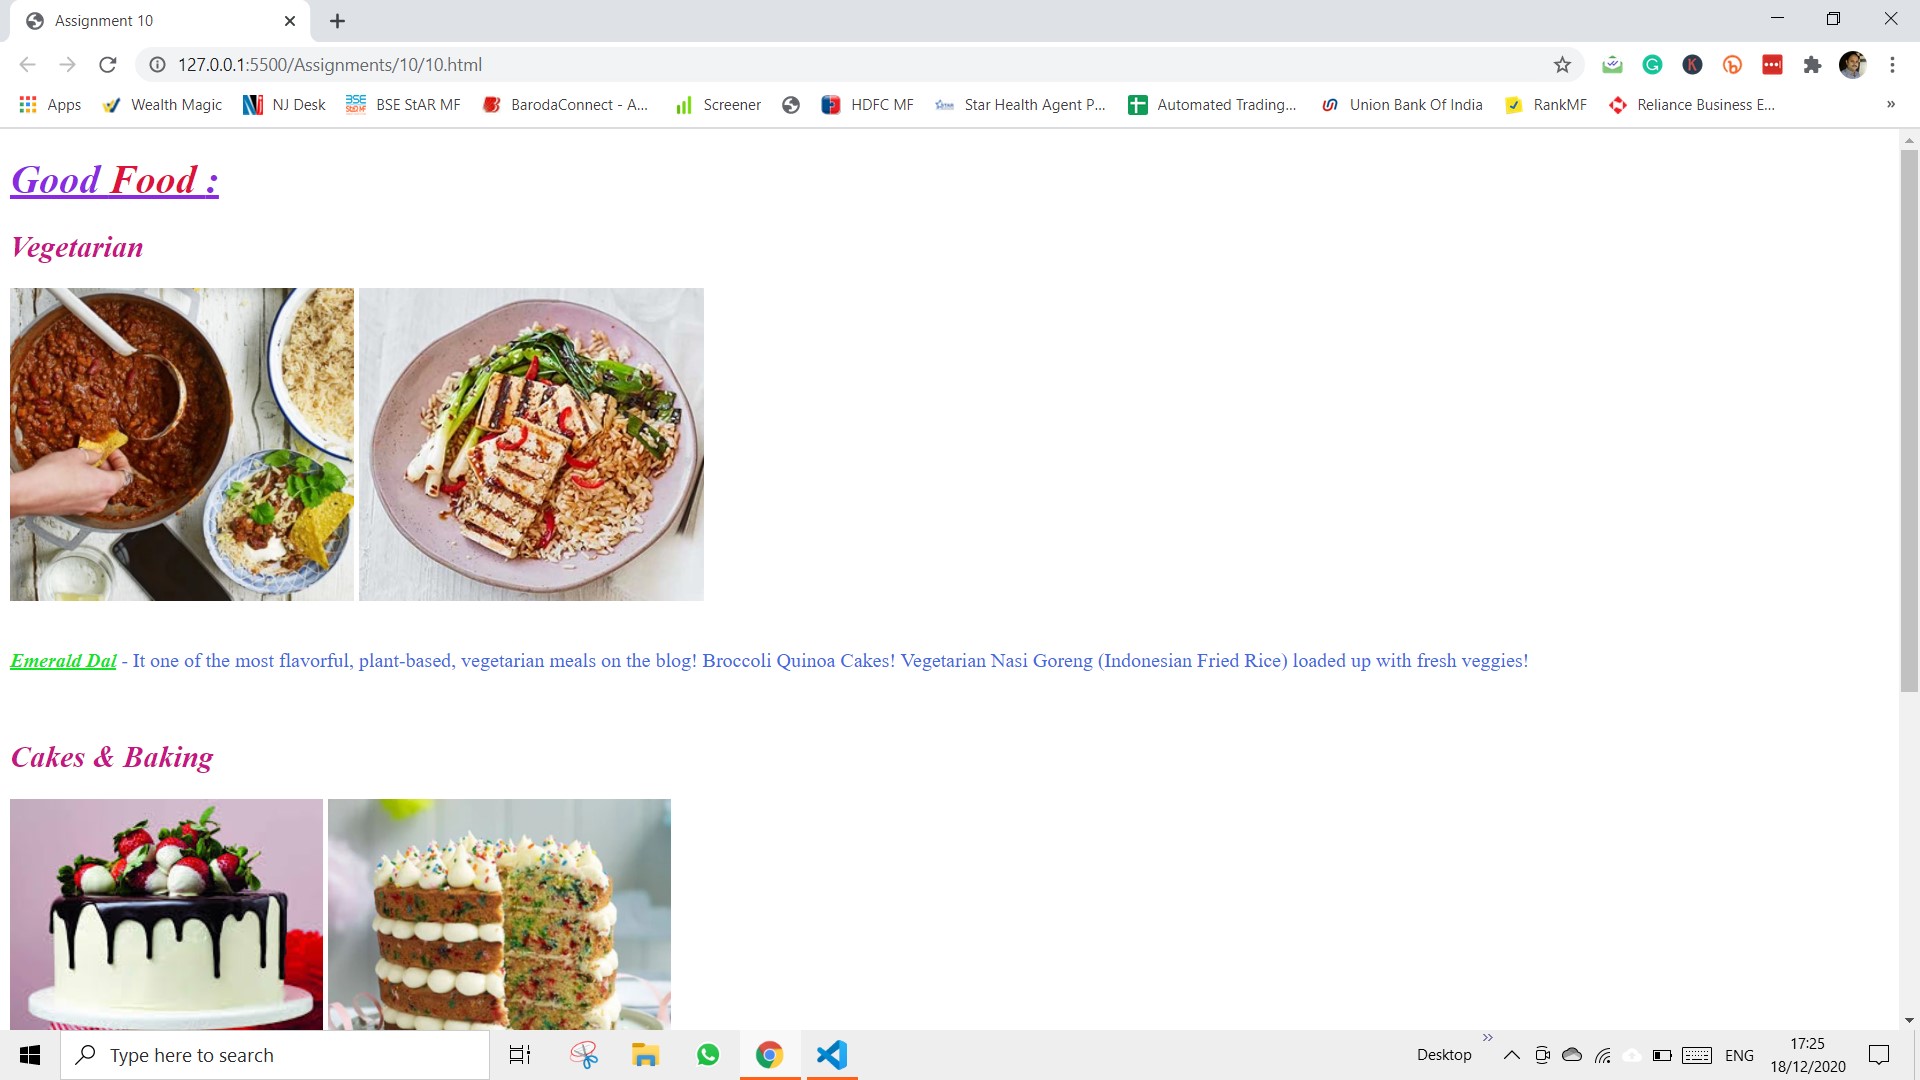 Assignment 10
127.0.0.1:5500/Assignments/10/10.html
Apps Wealth Magic NJ Desk BSE StAR MF BarodaConnect - A... Screener HDFC MF Star Health Agent P... Automated Trading... Union Bank Of India RankMF Reliance Business E... »
Good Food :
Vegetarian
Emerald Dal - It one of the most flavorful, plant-based, vegetarian meals on the blog! Broccoli Quinoa Cakes! Vegetarian Nasi Goreng (Indonesian Fried Rice) loaded up with fresh veggies!
Cakes & Baking
Type here to search
Desktop
ENG
17:25
18/12/2020